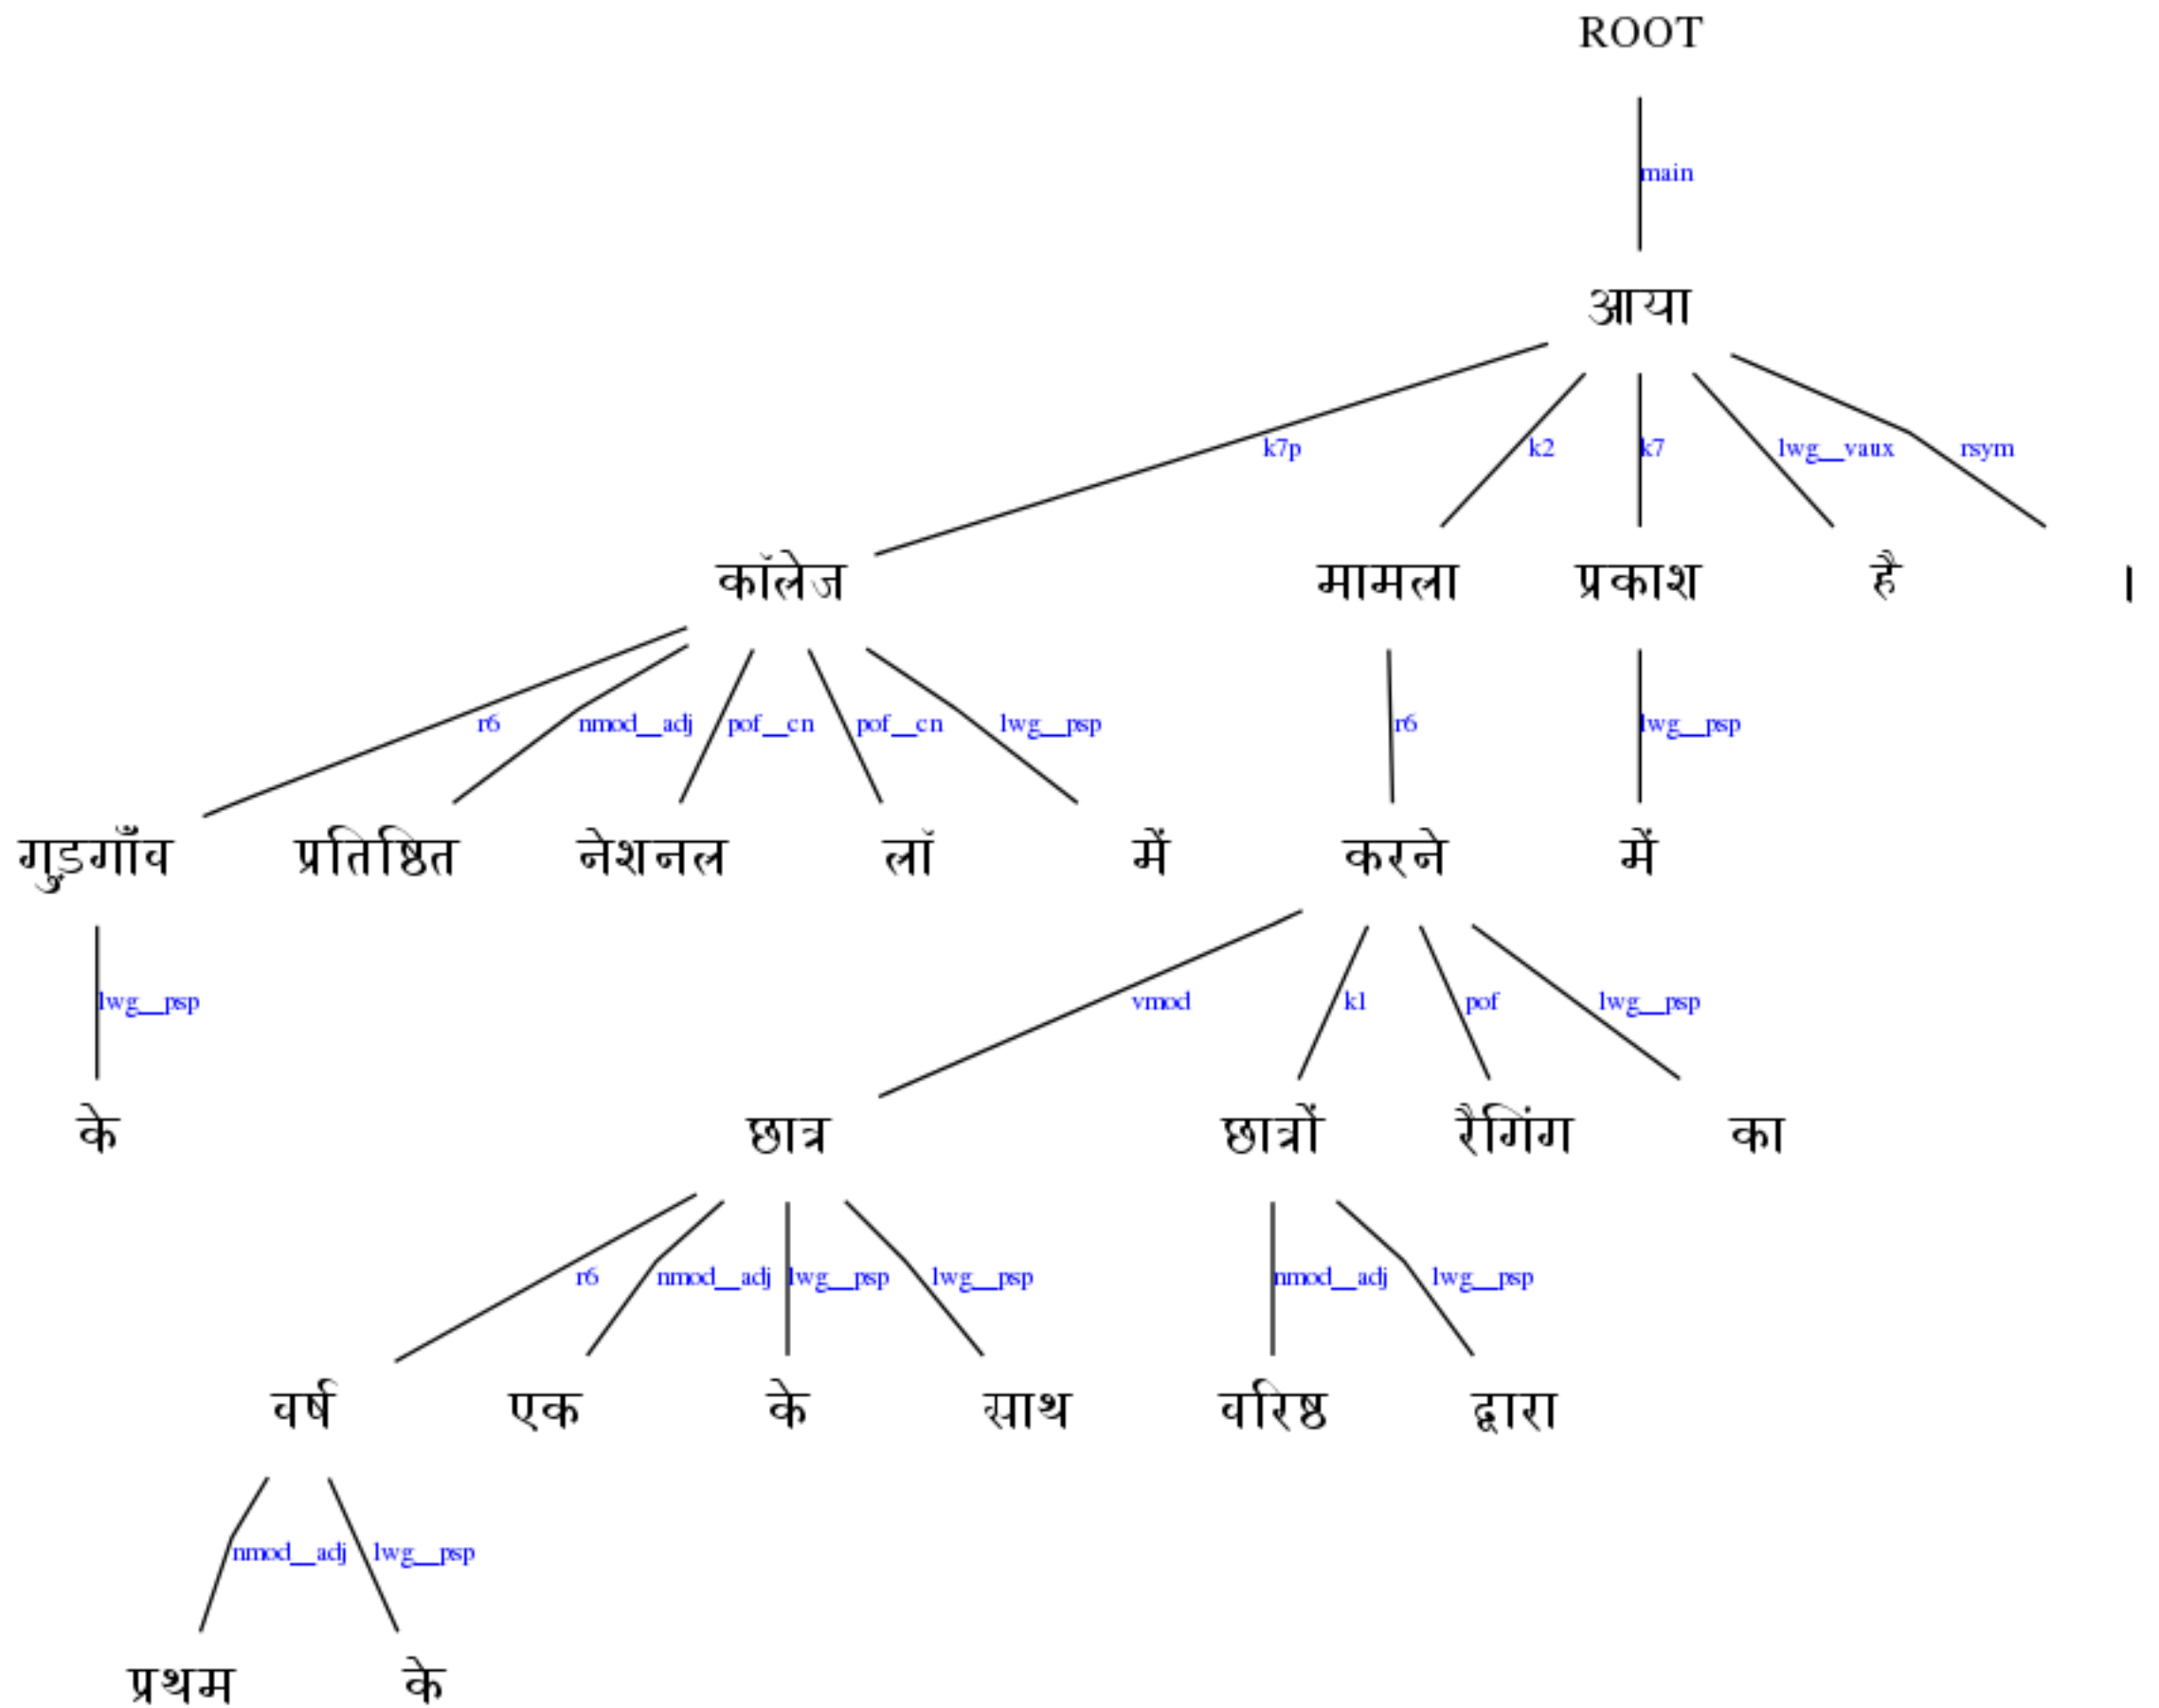 ROOT
main
आया
k7p k2 k7 lwg__vaux rsym
कॉलेज मामला प्रकाश है ।
r6 nmod__adj pof__cn pof__cn lwg__psp r6 lwg__psp
गुड़गाँव प्रतिष्ठित नेशनल लॉ में करने में
lwg__psp vmod k1 pof lwg__psp
के छात्र छात्रों रैगिंग का
r6 nmod__adj lwg__psp lwg__psp nmod__adj lwg__psp
वर्ष एक के साथ वरिष्ठ द्वारा
nmod__adj lwg__psp
प्रथम के